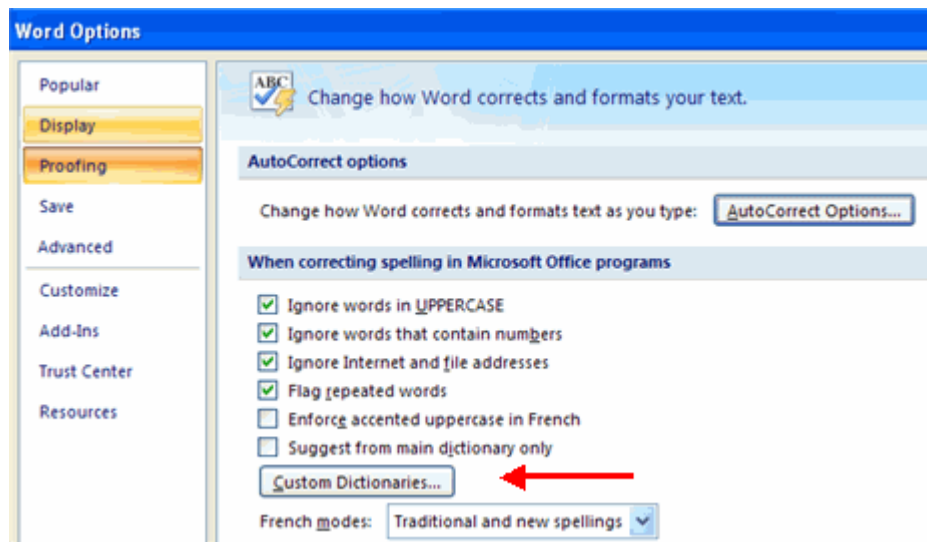 Word Options
Popular
Display
Proofing
Save
Advanced
Customize
Add-Ins
Trust Center
Resources
ABC
Change how Word corrects and formats your text.
AutoCorrect options
Change how Word corrects and formats text as you type: AutoCorrect Options...
When correcting spelling in Microsoft Office programs
Ignore words in UPPERCASE
Ignore words that contain numbers
Ignore Internet and file addresses
Flag repeated words
Enforce accented uppercase in French
Suggest from main dictionary only
Custom Dictionaries...
French modes: Traditional and new spellings